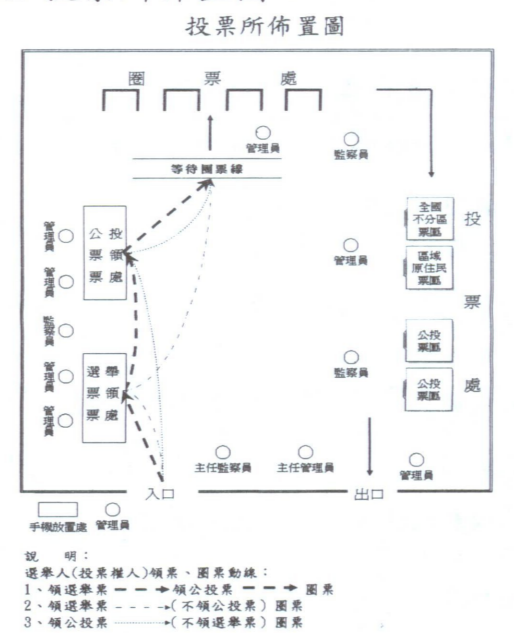 投票所佈置圖
圈 票 處
管理員
監察員
等待圈票線
公投
票領
票處
管理員
管理員
監察員
管理員
管理員
選舉
票領
票處
全國
不分區
票匭
區域
原住民
票匭
公投
票匭
公投
票匭
投 票 處
管理員
監察員
主任監察員
主任管理員
管理員
入口
出口
手機放置處
管理員
說 明：
選舉人(投票權人)領票、圈票動線：
1、領選舉票 領公投票 圈票
2、領選舉票 (不領公投票) 圈票
3、領公投票 (不領選舉票) 圈票